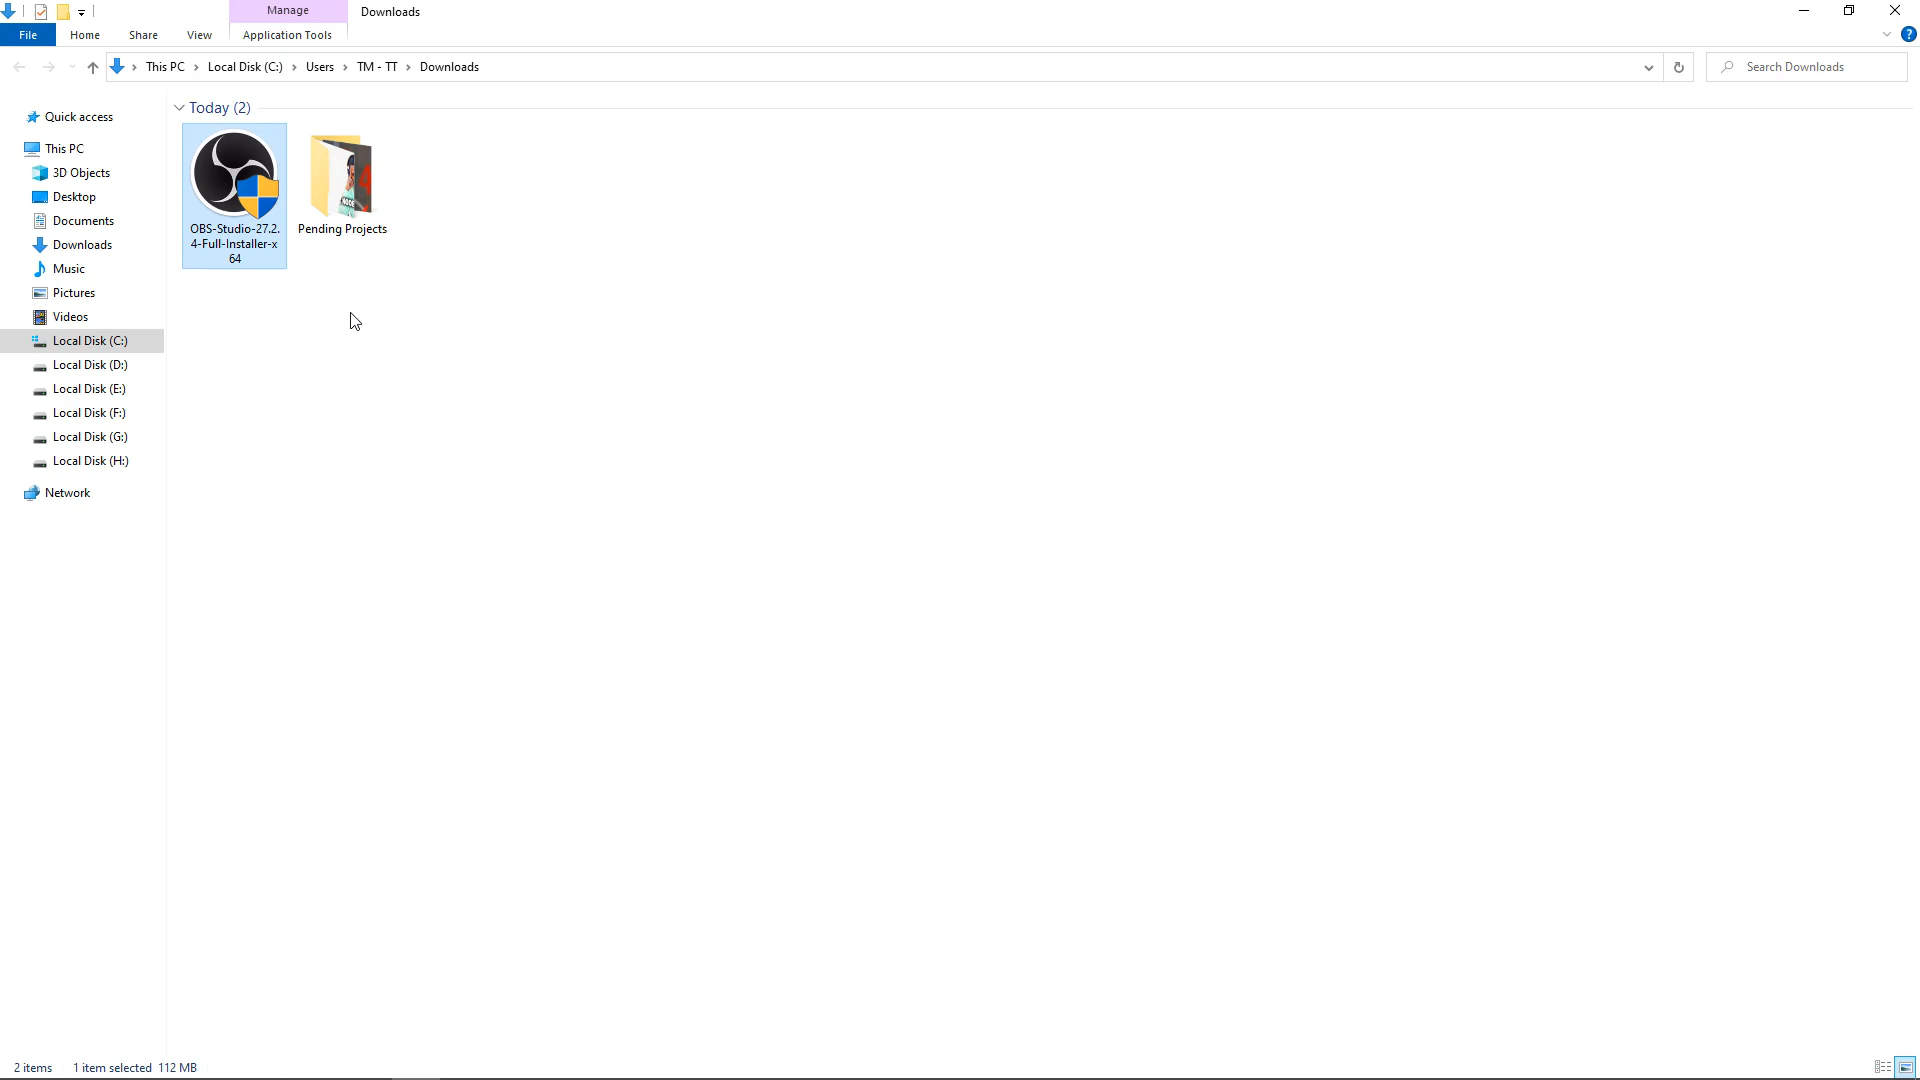 Manage
Downloads
File
Home
Share
View
Application Tools
This PC
Local Disk (C:)
Users
TM - TT
Downloads
Search Downloads
Quick access
This PC
3D Objects
Desktop
Documents
Downloads
Music
Pictures
Videos
Local Disk (C:)
Local Disk (D:)
Local Disk (E:)
Local Disk (F:)
Local Disk (G:)
Local Disk (H:)
Network
Today (2)
OBS-Studio-27.2.
4-Full-Installer-x
64
Pending Projects
2 items
1 item selected 112 MB